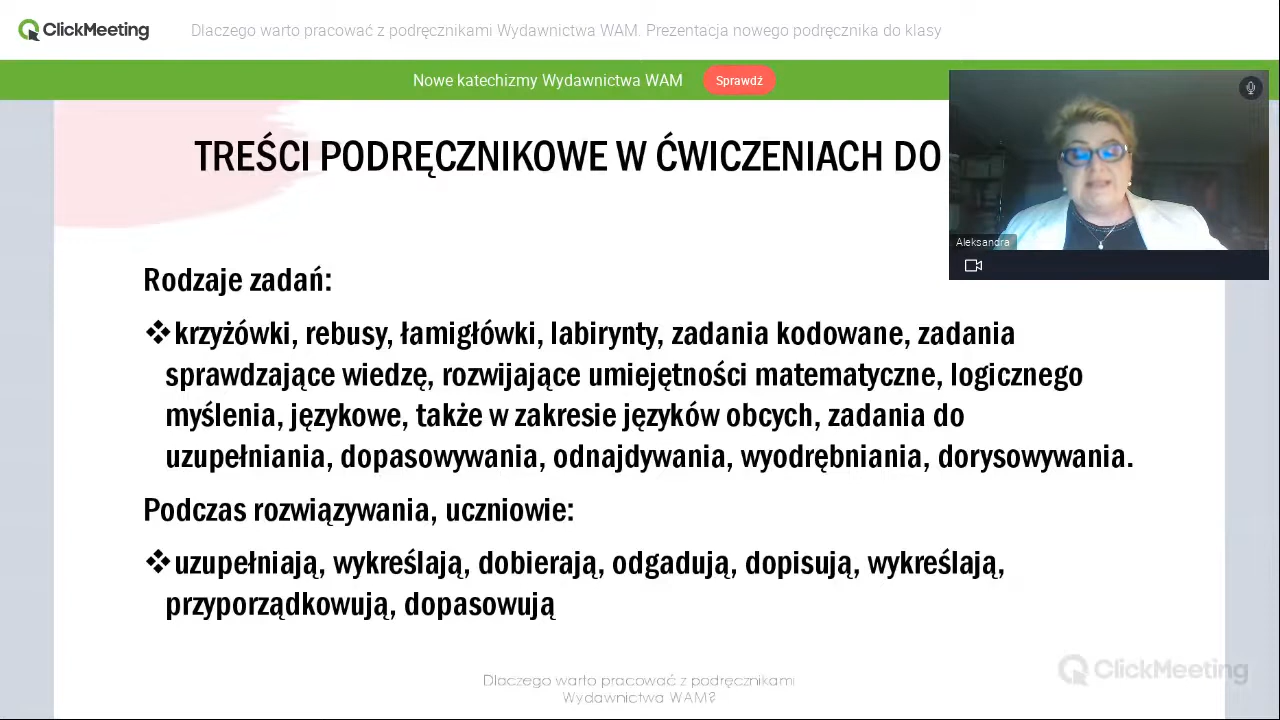 ClickMeeting
Dlaczego warto pracować z podręcznikami Wydawnictwa WAM. Prezentacja nowego podręcznika do klasy
Nowe katechizmy Wydawnictwa WAM
Sprawdź
TREŚCI PODRĘCZNIKOWE W ĆWICZENIACH DO
Aleksandra
Rodzaje zadań:
❖krzyżówki, rebusy, łamigłówki, labirynty, zadania kodowane, zadania
sprawdzające wiedzę, rozwijające umiejętności matematyczne, logicznego
myślenia, językowe, także w zakresie języków obcych, zadania do
uzupełniania, dopasowywania, odnajdywania, wyodrębniania, dorysowywania.
Podczas rozwiązywania, uczniowie:
❖uzupełniają, wykreślają, dobierają, odgadują, dopisują, wykreślają,
przyporządkowują, dopasowują
ClickMeeting
Dlaczego warto pracować z podręcznikami
Wydawnictwa WAM?